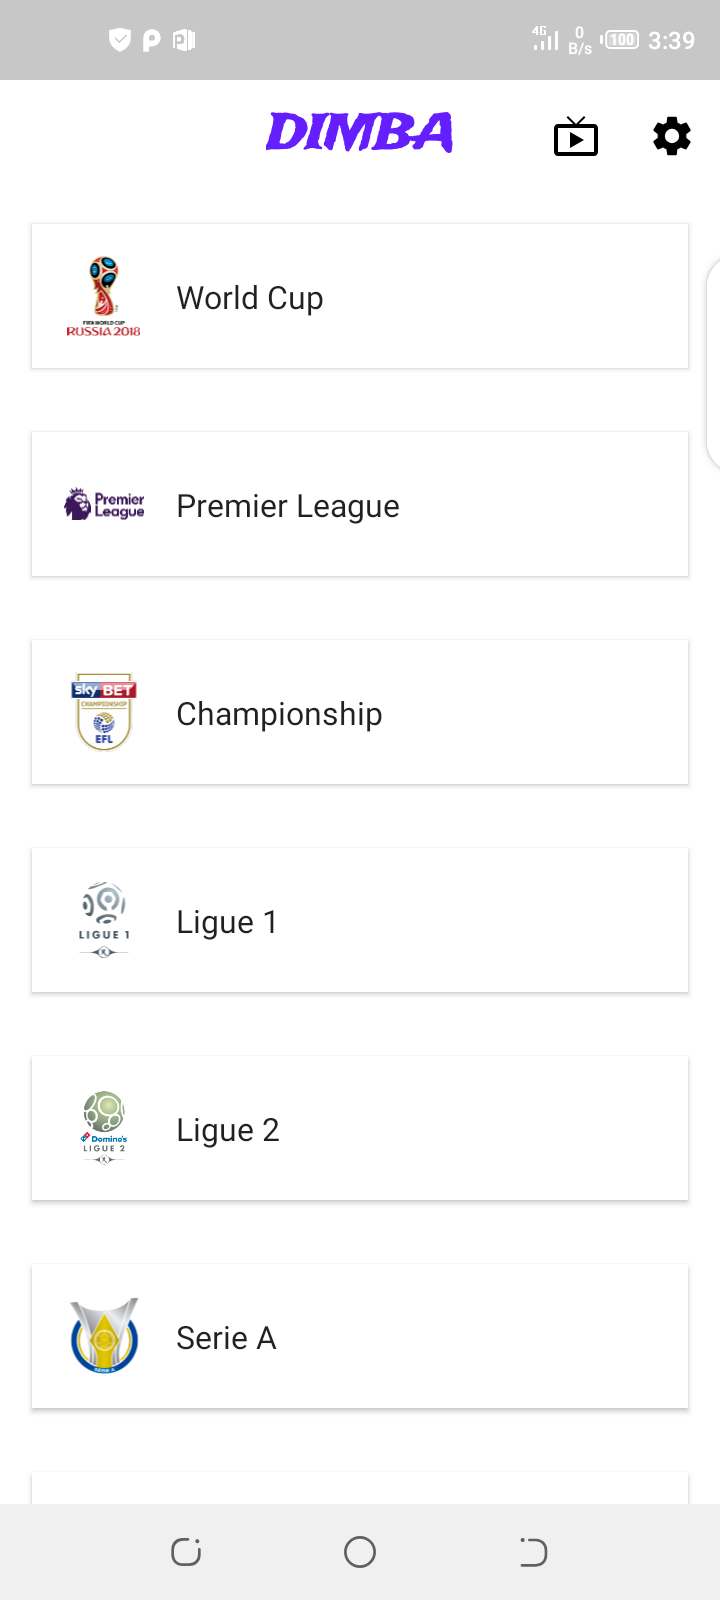 4G 0 B/s 100 3:39
DIMBA
FIFA WORLD CUP
RUSSIA 2018
World Cup
Premier
League
Premier League
sky BET
CHAMPIONSHIP
EFL
Championship
LIGUE 1
Ligue 1
Domino's
LIGUE 2
Ligue 2
Serie A